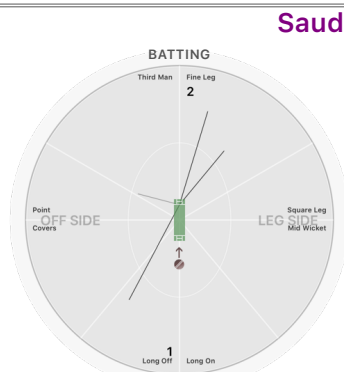 Saud
BATTING
Third Man Fine Leg
2
Point Square Leg
OFF SIDE LEG SIDE
Covers Mid Wicket
1
Long Off Long On